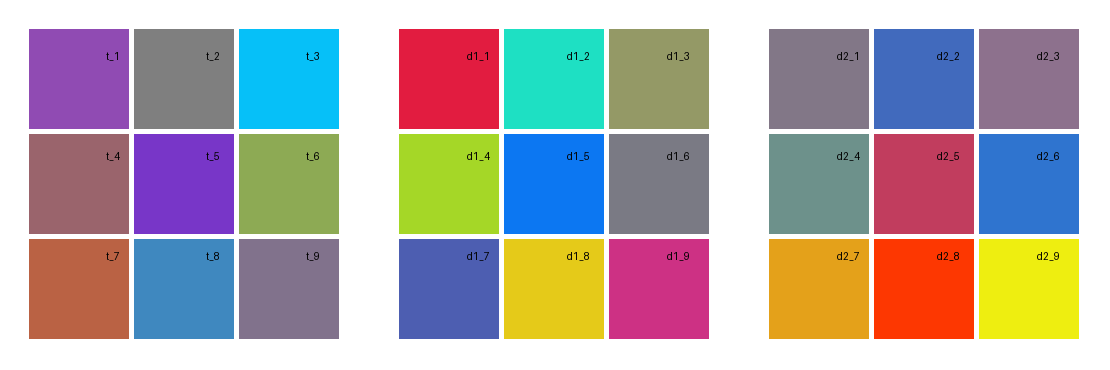 t_1 t_2 t_3
t_4 t_5 t_6
t_7 t_8 t_9
d1_1 d1_2 d1_3
d1_4 d1_5 d1_6
d1_7 d1_8 d1_9
d2_1 d2_2 d2_3
d2_4 d2_5 d2_6
d2_7 d2_8 d2_9